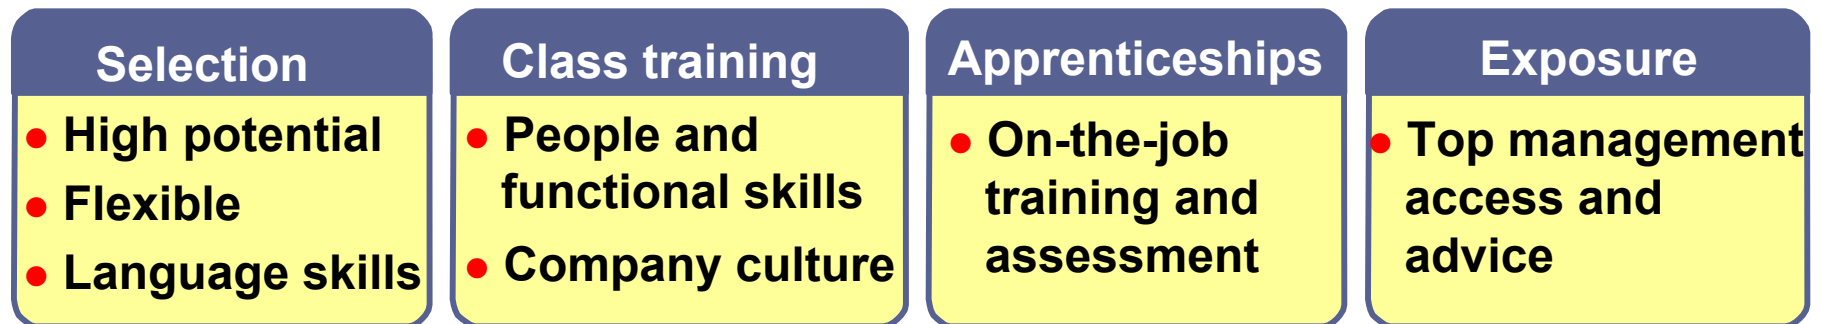 Selection
● High potential
● Flexible
● Language skills
Class training
● People and
functional skills
● Company culture
Apprenticeships
● On-the-job
training and
assessment
Exposure
● Top management
access and
advice